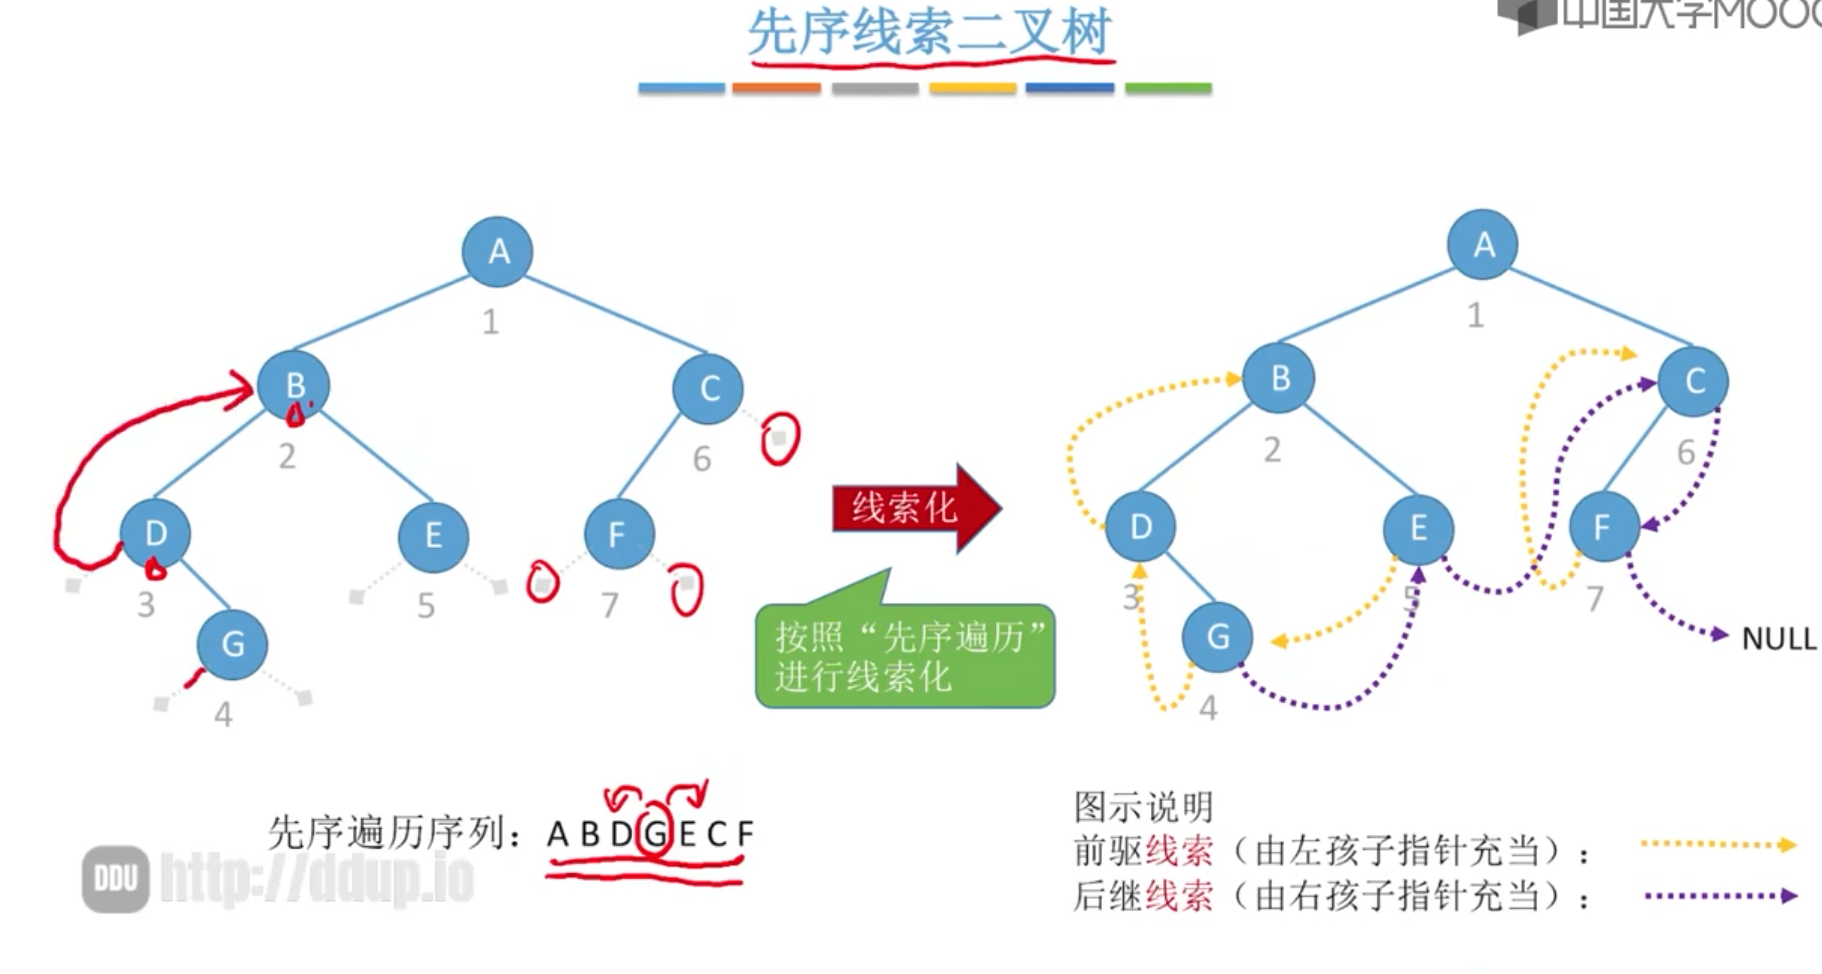 先序线索二叉树
中国大学MOOC
A
1
B
2
C
6
D
3
E
5
F
7
G
4
线索化
按照“先序遍历”
进行线索化
A
1
B
2
C
6
D
3
E
5
F
7
NULL
G
4
先序遍历序列：A B D G E C F
图示说明
前驱线索（由左孩子指针充当）：
后继线索（由右孩子指针充当）：
DDU http://ddup.io